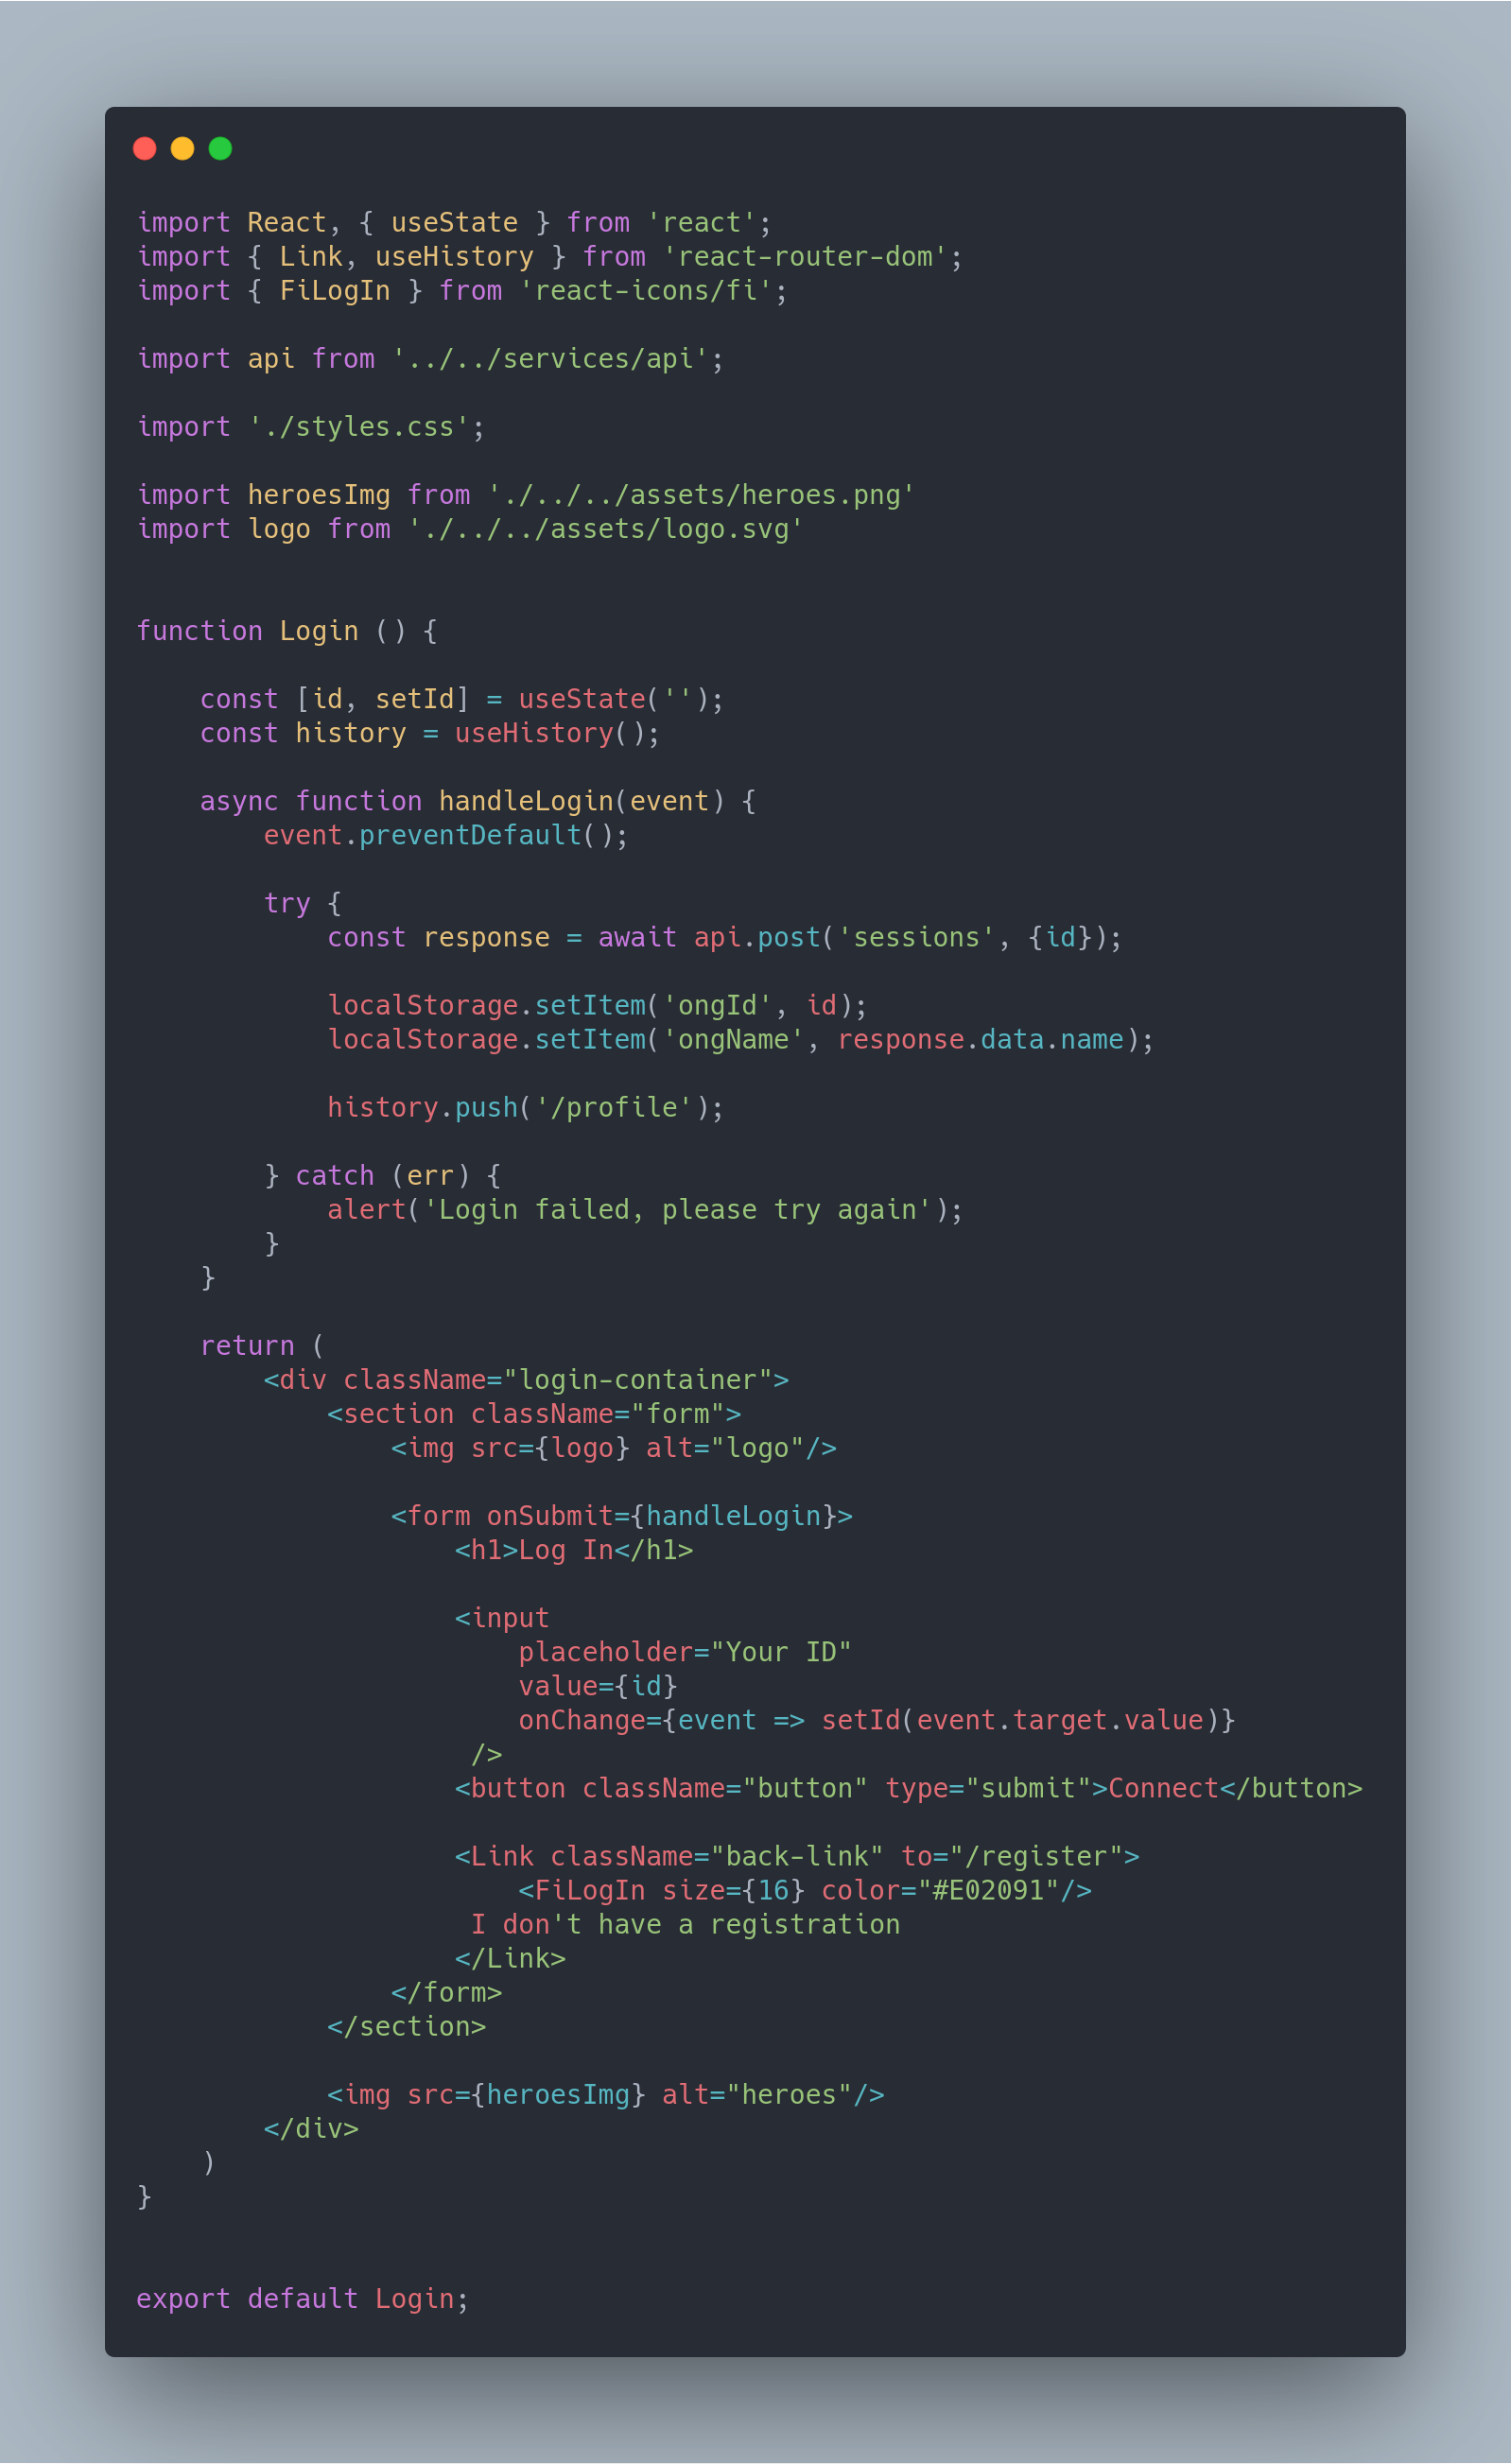 import React, { useState } from 'react';
import { Link, useHistory } from 'react-router-dom';
import { FiLogIn } from 'react-icons/fi';

import api from '../../services/api';

import './styles.css';

import heroesImg from './../../assets/heroes.png'
import logo from './../../assets/logo.svg'


function Login () {

    const [id, setId] = useState('');
    const history = useHistory();

    async function handleLogin(event) {
        event.preventDefault();

        try {
            const response = await api.post('sessions', {id});

            localStorage.setItem('ongId', id);
            localStorage.setItem('ongName', response.data.name);

            history.push('/profile');

        } catch (err) {
            alert('Login failed, please try again');
        }
    }

    return (
        <div className="login-container">
            <section className="form">
                <img src={logo} alt="logo"/>

                <form onSubmit={handleLogin}>
                    <h1>Log In</h1>

                    <input
                        placeholder="Your ID"
                        value={id}
                        onChange={event => setId(event.target.value)}
                     />
                    <button className="button" type="submit">Connect</button>

                    <Link className="back-link" to="/register">
                        <FiLogIn size={16} color="#E02091"/>
                     I don't have a registration
                    </Link>
                </form>
            </section>

            <img src={heroesImg} alt="heroes"/>
        </div>
    )
}


export default Login;